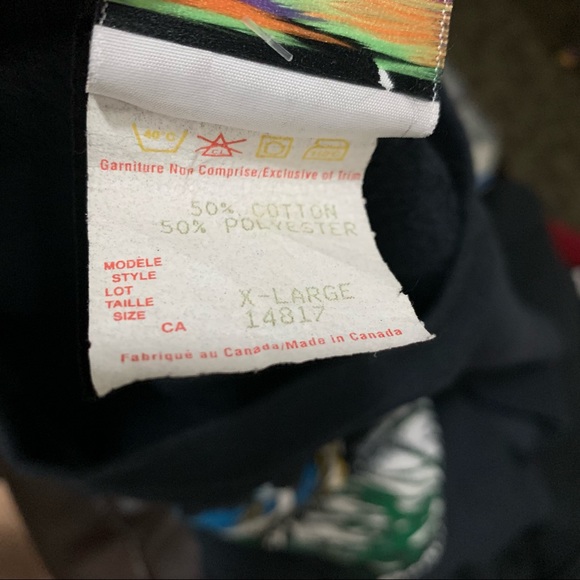 40°C
CL
Garniture Non Comprise/Exclusive of Trim
50% COTTON
50% POLYESTER
MODÈLE
STYLE
LOT
TAILLE X-LARGE
SIZE 14817
CA
Fabriqué au Canada/Made in Canada